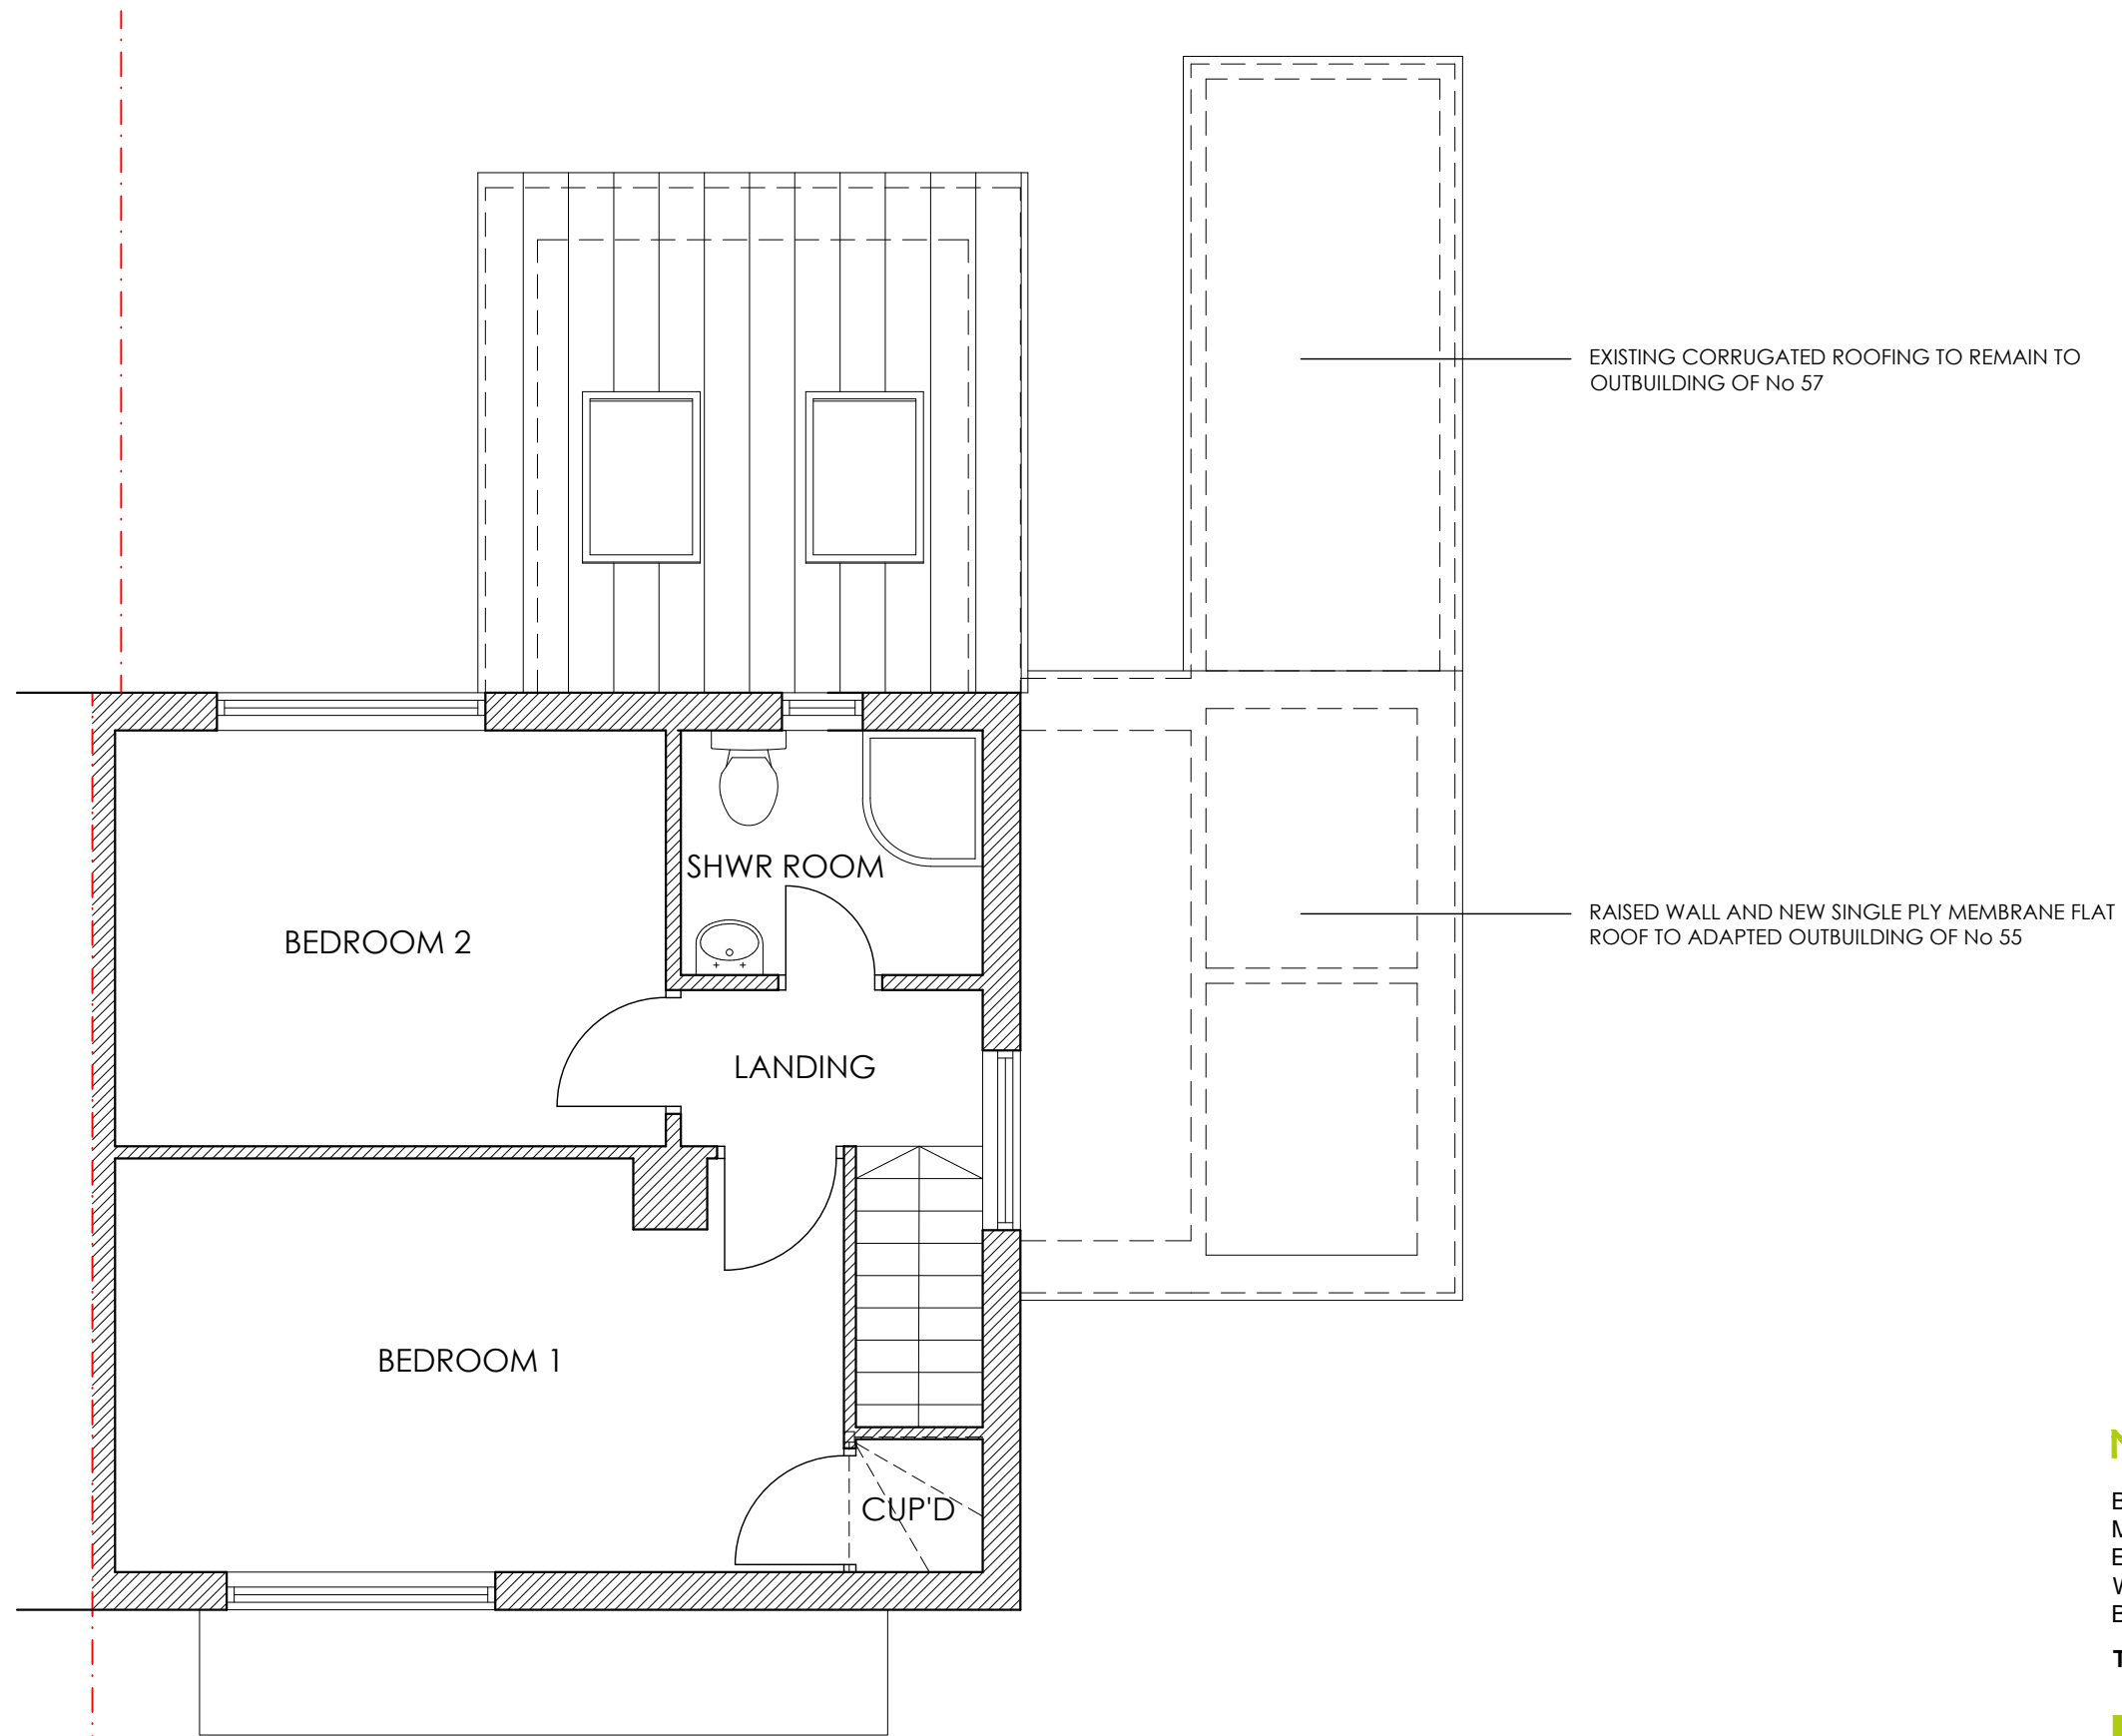 EXISTING CORRUGATED ROOFING TO REMAIN TO
OUTBUILDING OF No 57
SHWR ROOM
BEDROOM 2
RAISED WALL AND NEW SINGLE PLY MEMBRANE FLAT
ROOF TO ADAPTED OUTBUILDING OF No 55
LANDING
BEDROOM 1
CUP'D